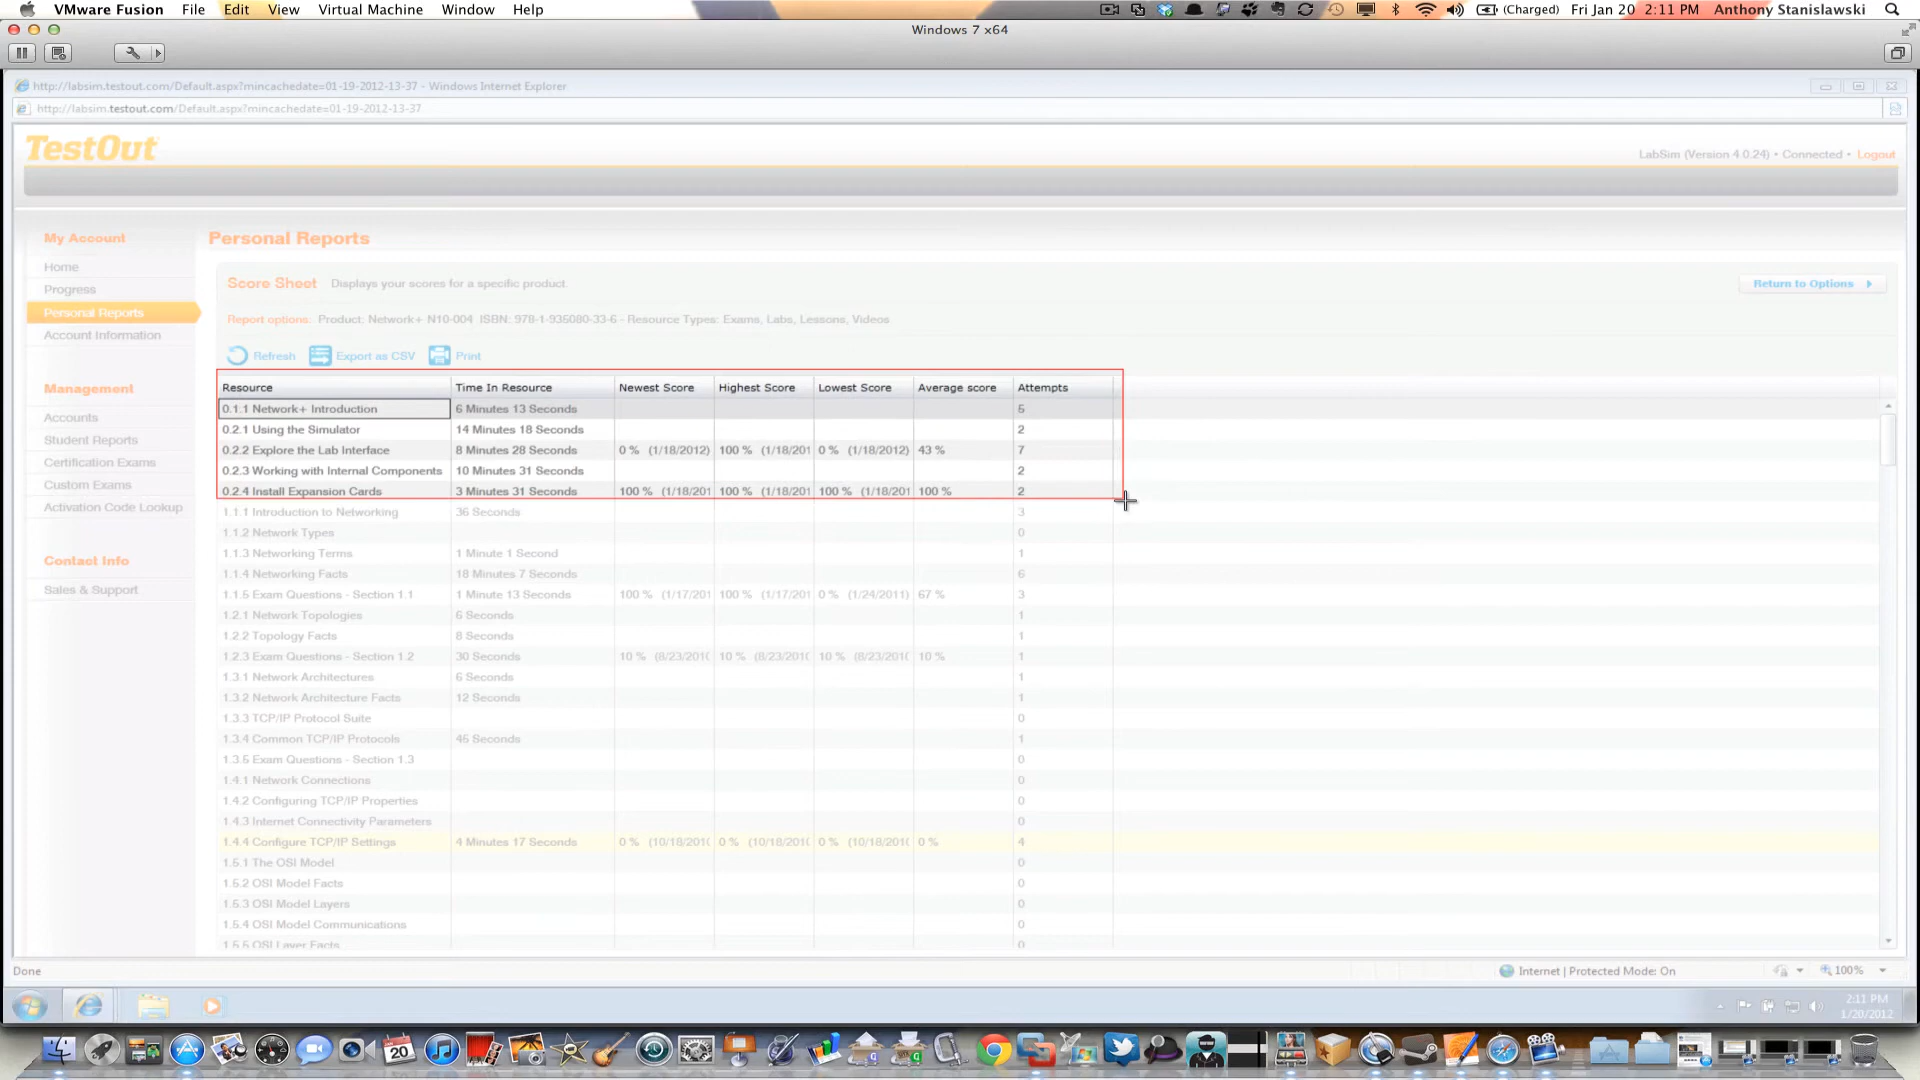 VMware Fusion File Edit View Virtual Machine Window Help (Charged) Fri Jan 20 2:11 PM Anthony Stanislawski
Windows 7 x64
http://labsim.testout.com/Default.aspx?mincachedate=01-19-2012-13-37 - Windows Internet Explorer
http://labsim.testout.com/Default.aspx?mincachedate=01-19-2012-13-37
TestOut
LabSim (Version 4.0.24) • Connected • Logout
My Account
Home
Progress
Personal Reports
Account Information
Management
Accounts
Student Reports
Certification Exams
Custom Exams
Activation Code Lookup
Contact Info
Sales & Support
Personal Reports
Score Sheet Displays your scores for a specific product.
Return to Options
Report options: Product: Network+ N10-004 ISBN: 978-1-935080-33-6 - Resource Types: Exams, Labs, Lessons, Videos
Refresh Export as CSV Print
Resource Time In Resource Newest Score Highest Score Lowest Score Average score Attempts
0.1.1 Network+ Introduction 6 Minutes 13 Seconds 5
0.2.1 Using the Simulator 14 Minutes 18 Seconds 2
0.2.2 Explore the Lab Interface 8 Minutes 28 Seconds 0 % (1/18/2012) 100 % (1/18/201 0 % (1/18/2012) 43 % 7
0.2.3 Working with Internal Components 10 Minutes 31 Seconds 2
0.2.4 Install Expansion Cards 3 Minutes 31 Seconds 100 % (1/18/201 100 % (1/18/201 100 % (1/18/201 100 % 2
1.1.1 Introduction to Networking 36 Seconds 3
1.1.2 Network Types 0
1.1.3 Networking Terms 1 Minute 1 Second 1
1.1.4 Networking Facts 18 Minutes 7 Seconds 6
1.1.5 Exam Questions - Section 1.1 1 Minute 13 Seconds 100 % (1/17/201 100 % (1/17/201 0 % (1/24/2011) 67 % 3
1.2.1 Network Topologies 6 Seconds 1
1.2.2 Topology Facts 8 Seconds 1
1.2.3 Exam Questions - Section 1.2 30 Seconds 10 % (8/23/201( 10 % (8/23/201( 10 % (8/23/201( 10 % 1
1.3.1 Network Architectures 6 Seconds 1
1.3.2 Network Architecture Facts 12 Seconds 1
1.3.3 TCP/IP Protocol Suite 0
1.3.4 Common TCP/IP Protocols 45 Seconds 1
1.3.5 Exam Questions - Section 1.3 0
1.4.1 Network Connections 0
1.4.2 Configuring TCP/IP Properties 0
1.4.3 Internet Connectivity Parameters 0
1.4.4 Configure TCP/IP Settings 4 Minutes 17 Seconds 0 % (10/18/201( 0 % (10/18/201( 0 % (10/18/201( 0 % 4
1.5.1 The OSI Model 0
1.5.2 OSI Model Facts 0
1.5.3 OSI Model Layers 0
1.5.4 OSI Model Communications 0
1.5.5 OSI Layer Facts 0
Done
Internet | Protected Mode: On 100%
2:11 PM
1/20/2012
20